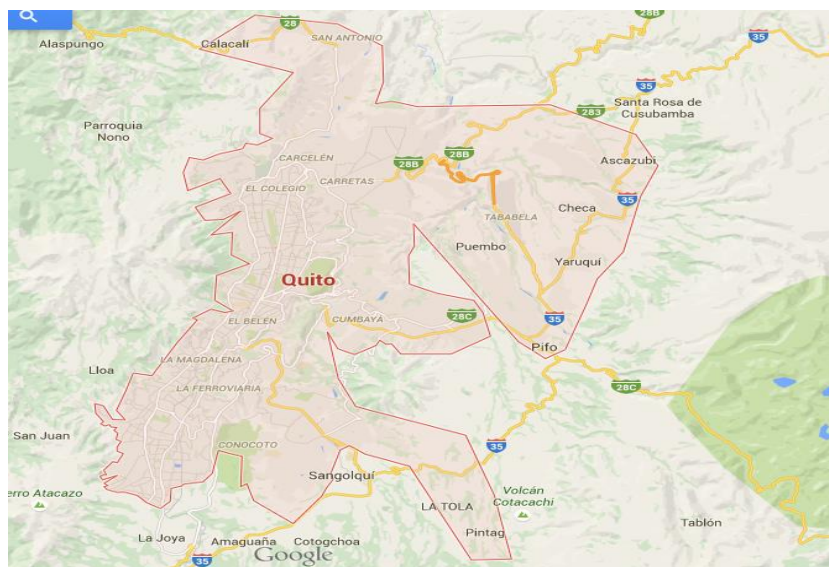 28B
28
SAN ANTONIO
Alaspungo
Calacalí
35
35
Santa Rosa de
Cusubamba
283
Parroquia
Nono
CARCELÉN
28B
28B
Ascazubi
CARRETAS
EL COLEGIO
35
Checa
TABABELA
Puembo
Yaruquí
Quito
28C
35
EL BELÉN
CUMBAYÁ
Pifo
LA MAGDALENA
Lloa
LA FERROVIARIA
28C
San Juan
CONOCOTO
35
Sangolquí
erro Atacazo
Volcán
Cotacachi
LA TOLA
Tablón
Pintag
La Joya
Amaguaña
Cotogchoa
Google
35